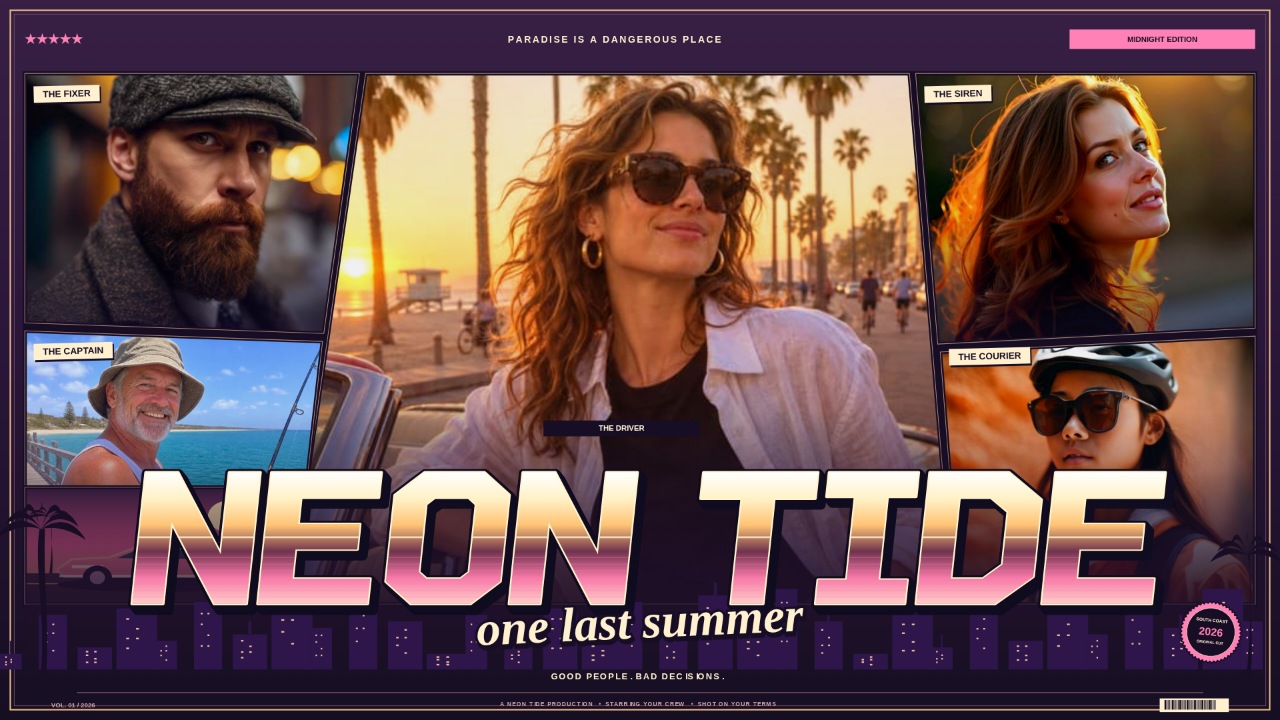 ★★★★★
PARADISE IS A DANGEROUS PLACE
MIDNIGHT EDITION
THE FIXER
THE SIREN
THE CAPTAIN
THE COURIER
THE DRIVER
NEON TIDE
one last summer
SOUTH COAST
2026
ORIGINAL CUT
GOOD PEOPLE. BAD DECISIONS.
VOL. 01 / 2026
A NEON TIDE PRODUCTION • STARRING YOUR CREW • SHOT ON YOUR TERMS